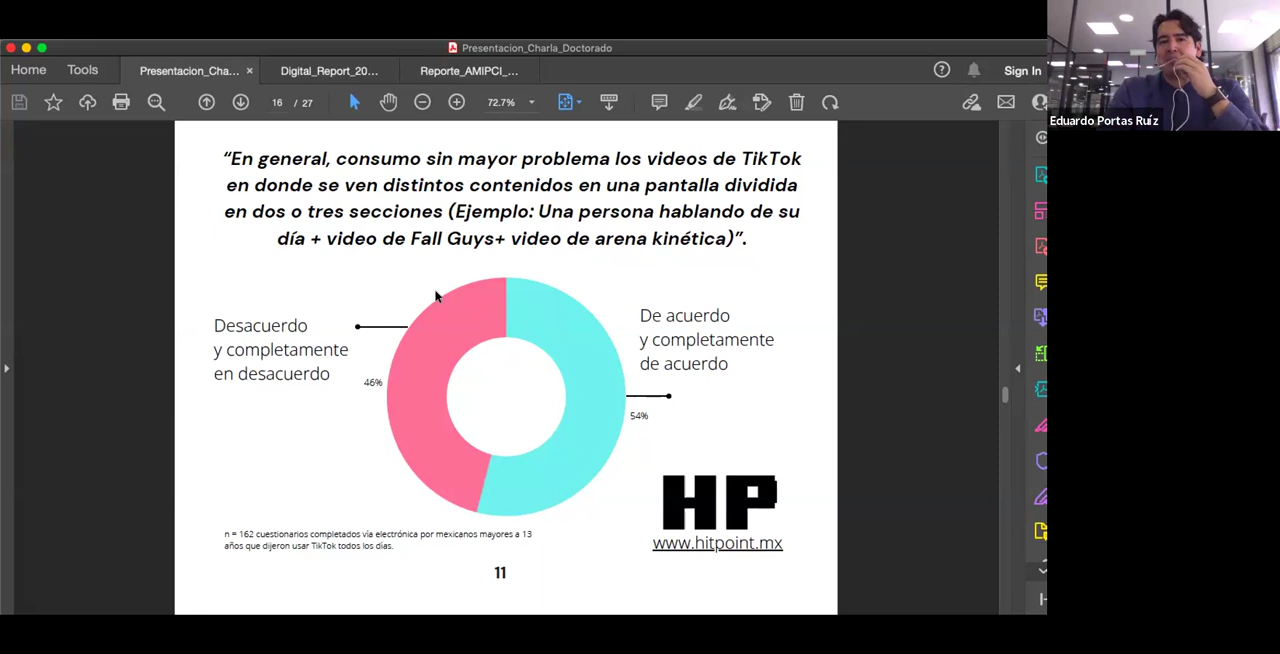 Presentacion_Charla_Doctorado
Home Tools Presentacion_Cha... × Digital_Report_20... Reporte_AMIPCI_... Sign In
16 / 27 72.7%
Eduardo Portas Ruíz
“En general, consumo sin mayor problema los videos de TikTok
en donde se ven distintos contenidos en una pantalla dividida
en dos o tres secciones (Ejemplo: Una persona hablando de su
día + video de Fall Guys+ video de arena kinética)”.
Desacuerdo
y completamente
en desacuerdo
46%
De acuerdo
y completamente
de acuerdo
54%
HP
www.hitpoint.mx
n = 162 cuestionarios completados vía electrónica por mexicanos mayores a 13
años que dijeron usar TikTok todos los días.
11